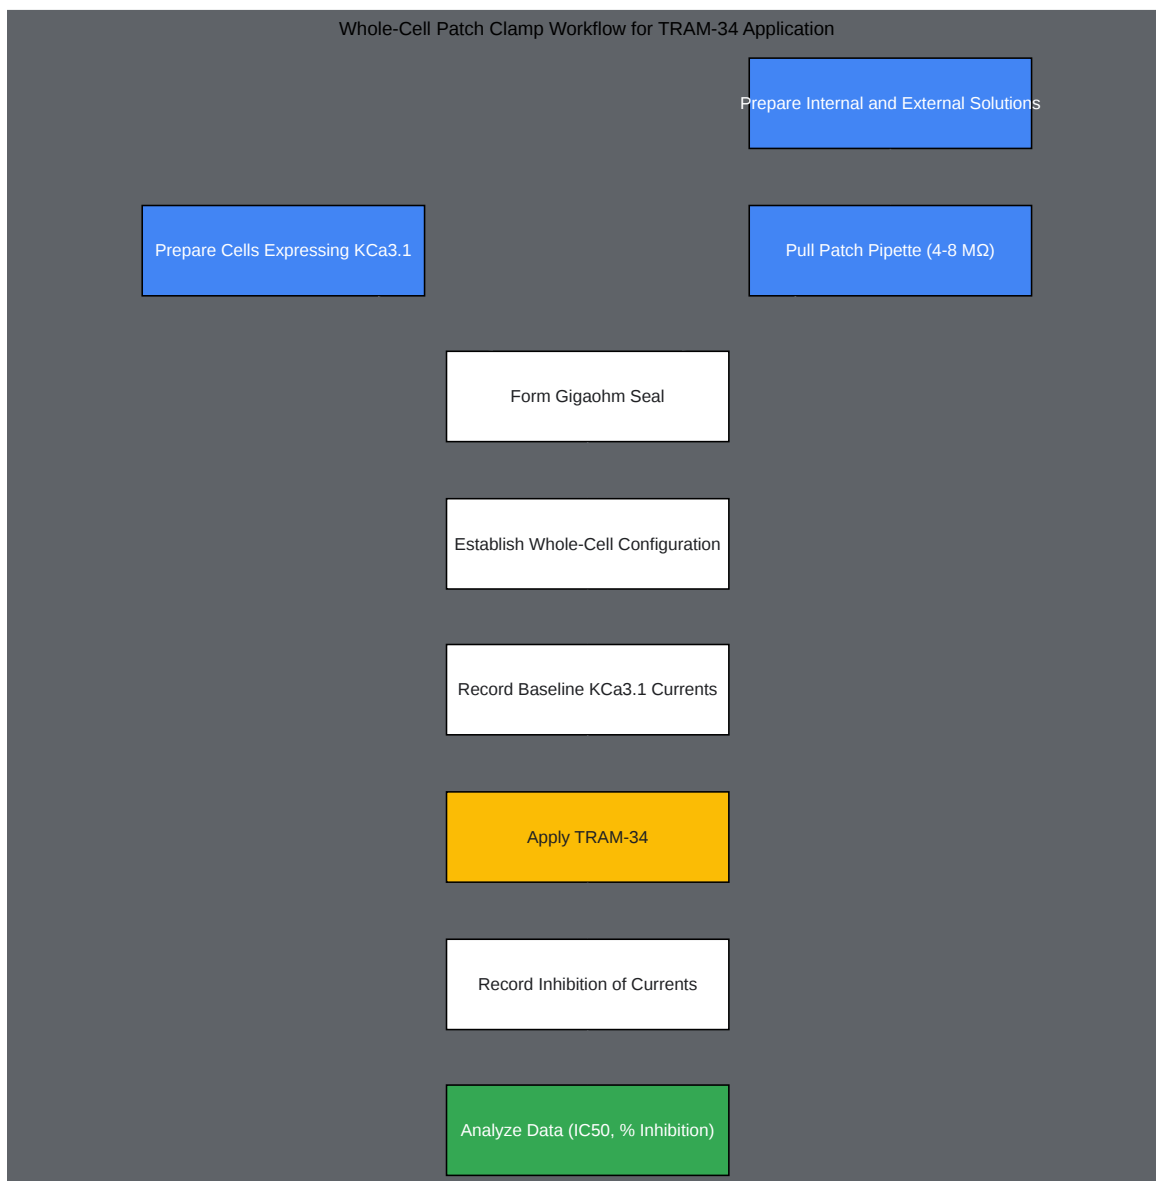 Whole-Cell Patch Clamp Workflow for TRAM-34 Application
Prepare Internal and External Solutions
Prepare Cells Expressing KCa3.1
Pull Patch Pipette (4-8 MΩ)
Form Gigaohm Seal
Establish Whole-Cell Configuration
Record Baseline KCa3.1 Currents
Apply TRAM-34
Record Inhibition of Currents
Analyze Data (IC50, % Inhibition)